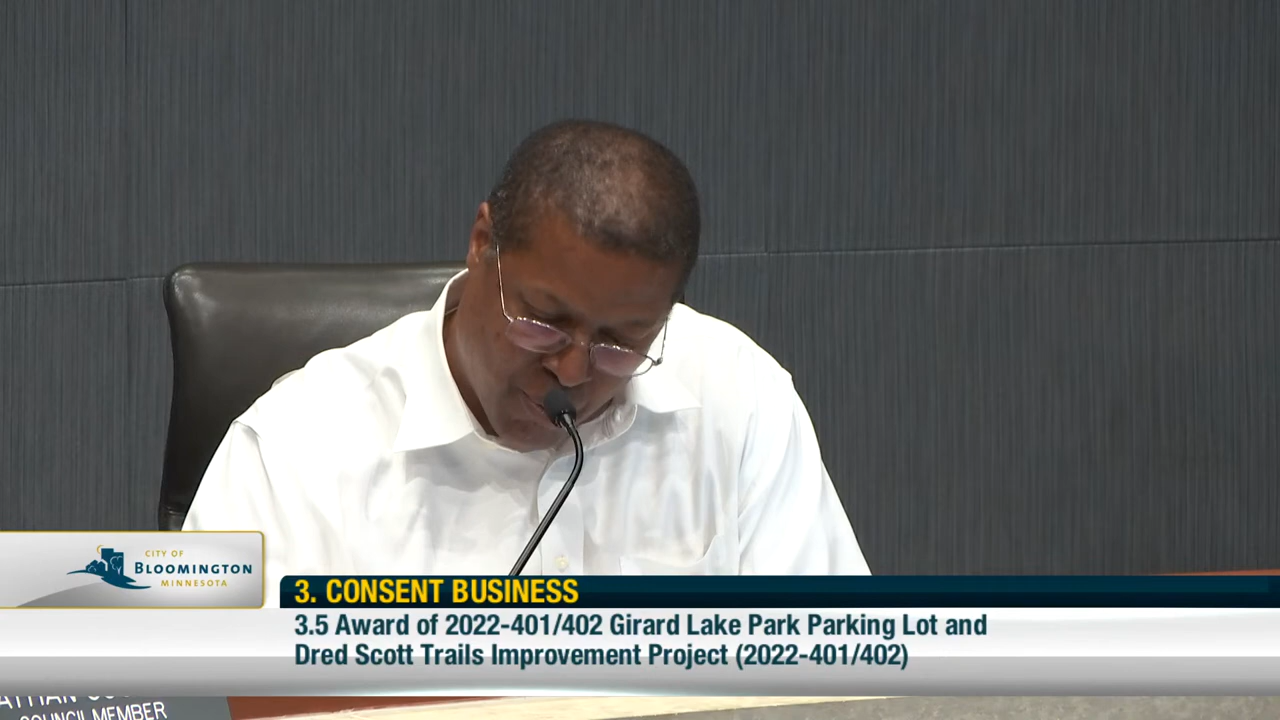 CITY OF
BLOOMINGTON
MINNESOTA
3. CONSENT BUSINESS
3.5 Award of 2022-401/402 Girard Lake Park Parking Lot and
Dred Scott Trails Improvement Project (2022-401/402)
COUNCIL MEMBER